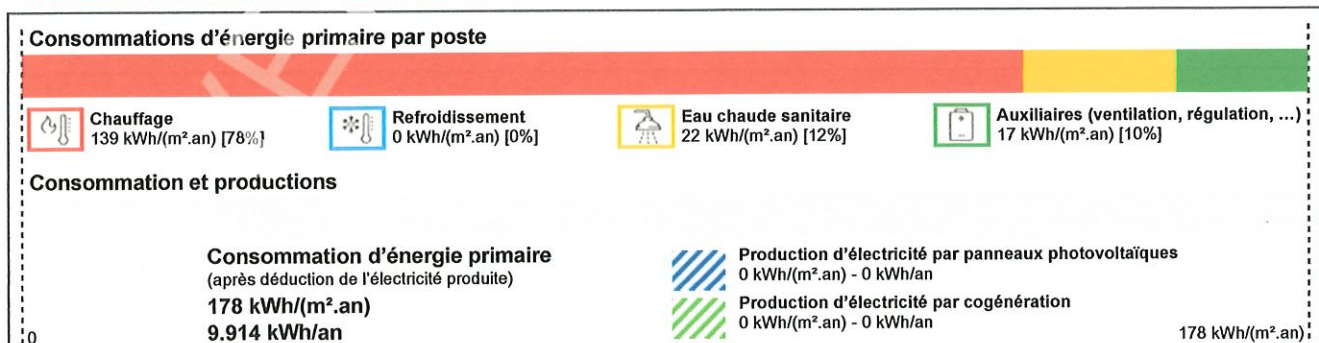 Consommations d'énergie primaire par poste
Chauffage
139 kWh/(m².an) [78%]
Refroidissement
0 kWh/(m².an) [0%]
Eau chaude sanitaire
22 kWh/(m².an) [12%]
Auxiliaires (ventilation, régulation, ...)
17 kWh/(m².an) [10%]
Consommation et productions
Consommation d'énergie primaire
(après déduction de l'électricité produite)
178 kWh/(m².an)
9.914 kWh/an
Production d'électricité par panneaux photovoltaïques
0 kWh/(m².an) - 0 kWh/an
Production d'électricité par cogénération
0 kWh/(m².an) - 0 kWh/an
0
178 kWh/(m².an)